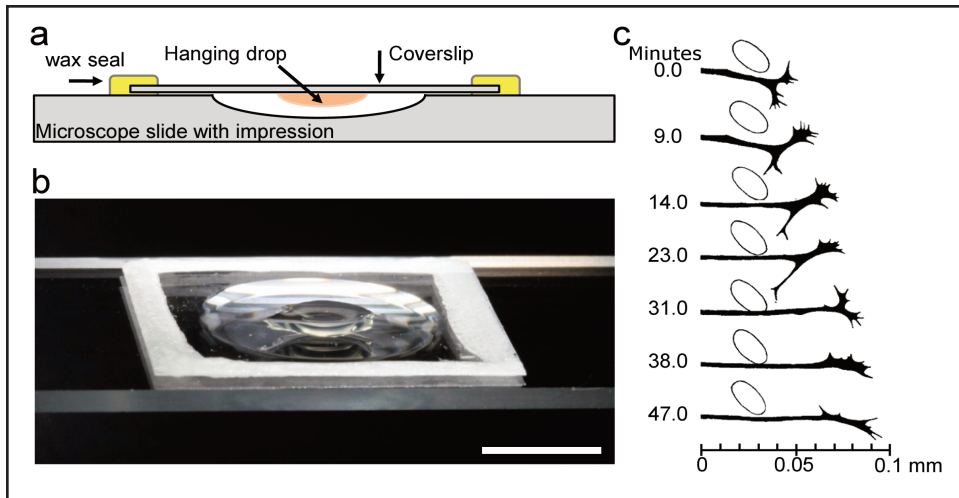 a
wax seal
Hanging drop
Coverslip
Microscope slide with impression
b
c
Minutes
0.0
9.0
14.0
23.0
31.0
38.0
47.0
0 0.05 0.1 mm